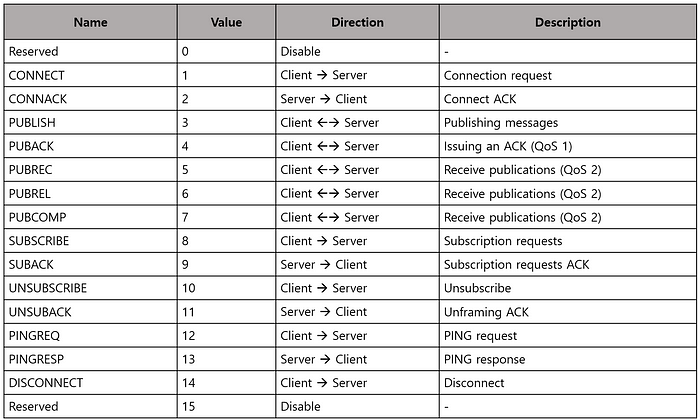 Name Value Direction Description
Reserved 0 Disable -
CONNECT 1 Client → Server Connection request
CONNACK 2 Server → Client Connect ACK
PUBLISH 3 Client ←→ Server Publishing messages
PUBACK 4 Client ←→ Server Issuing an ACK (QoS 1)
PUBREC 5 Client ←→ Server Receive publications (QoS 2)
PUBREL 6 Client ←→ Server Receive publications (QoS 2)
PUBCOMP 7 Client ←→ Server Receive publications (QoS 2)
SUBSCRIBE 8 Client → Server Subscription requests
SUBACK 9 Server → Client Subscription requests ACK
UNSUBSCRIBE 10 Client → Server Unsubscribe
UNSUBACK 11 Server → Client Unframing ACK
PINGREQ 12 Client → Server PING request
PINGRESP 13 Server → Client PING response
DISCONNECT 14 Client → Server Disconnect
Reserved 15 Disable -